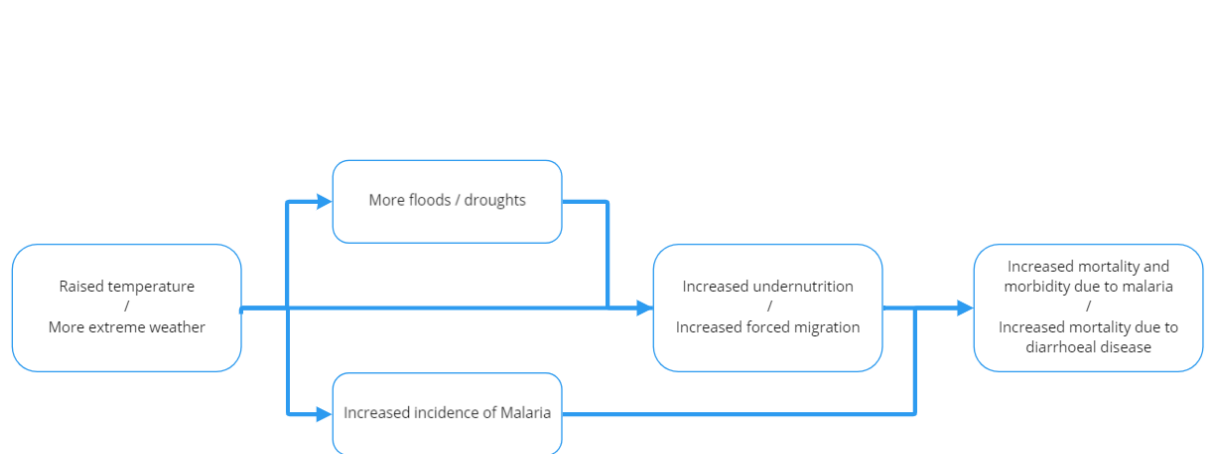 Raised temperature
/
More extreme weather
More floods / droughts
Increased incidence of Malaria
Increased undernutrition
/
Increased forced migration
Increased mortality and
morbidity due to malaria
/
Increased mortality due to
diarrhoeal disease